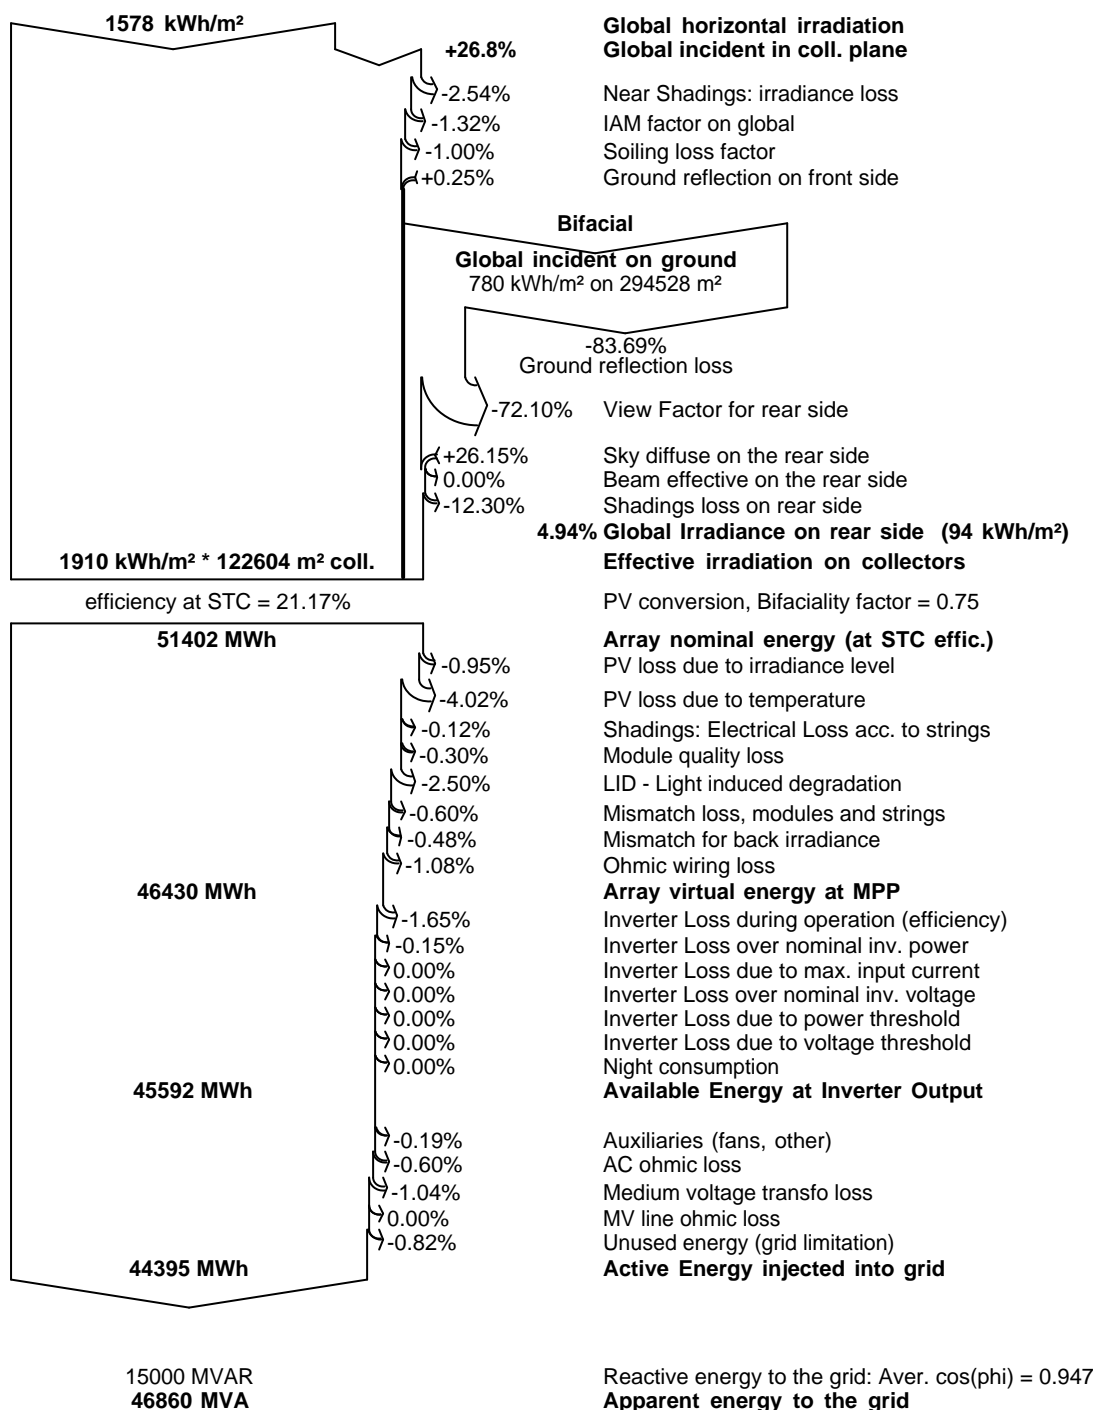 1578 kWh/m² Global horizontal irradiation
+26.8% Global incident in coll. plane
-2.54% Near Shadings: irradiance loss
-1.32% IAM factor on global
-1.00% Soiling loss factor
+0.25% Ground reflection on front side
Bifacial
Global incident on ground
780 kWh/m² on 294528 m²
-83.69%
Ground reflection loss
-72.10% View Factor for rear side
+26.15% Sky diffuse on the rear side
0.00% Beam effective on the rear side
-12.30% Shadings loss on rear side
4.94% Global Irradiance on rear side (94 kWh/m²)
1910 kWh/m² * 122604 m² coll. Effective irradiation on collectors
efficiency at STC = 21.17% PV conversion, Bifaciality factor = 0.75
51402 MWh Array nominal energy (at STC effic.)
-0.95% PV loss due to irradiance level
-4.02% PV loss due to temperature
-0.12% Shadings: Electrical Loss acc. to strings
-0.30% Module quality loss
-2.50% LID - Light induced degradation
-0.60% Mismatch loss, modules and strings
-0.48% Mismatch for back irradiance
-1.08% Ohmic wiring loss
46430 MWh Array virtual energy at MPP
-1.65% Inverter Loss during operation (efficiency)
-0.15% Inverter Loss over nominal inv. power
0.00% Inverter Loss due to max. input current
0.00% Inverter Loss over nominal inv. voltage
0.00% Inverter Loss due to power threshold
0.00% Inverter Loss due to voltage threshold
0.00% Night consumption
45592 MWh Available Energy at Inverter Output
-0.19% Auxiliaries (fans, other)
-0.60% AC ohmic loss
-1.04% Medium voltage transfo loss
0.00% MV line ohmic loss
-0.82% Unused energy (grid limitation)
44395 MWh Active Energy injected into grid
15000 MVAR Reactive energy to the grid: Aver. cos(phi) = 0.947
46860 MVA Apparent energy to the grid